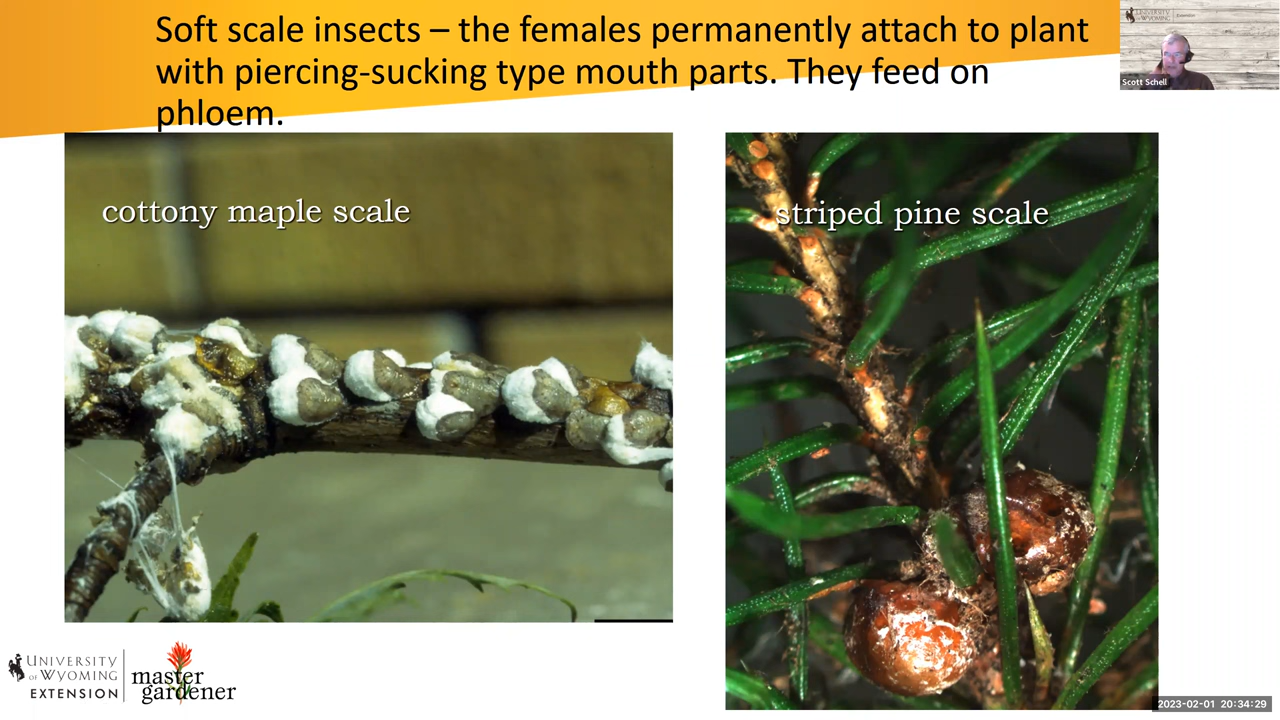 Soft scale insects – the females permanently attach to plant
with piercing-sucking type mouth parts. They feed on
phloem.
UNIVERSITY
OF WYOMING
Extension
Scott Schell
cottony maple scale
striped pine scale
UNIVERSITY
OF WYOMING
EXTENSION
master
gardener
2023-02-01 20:34:29